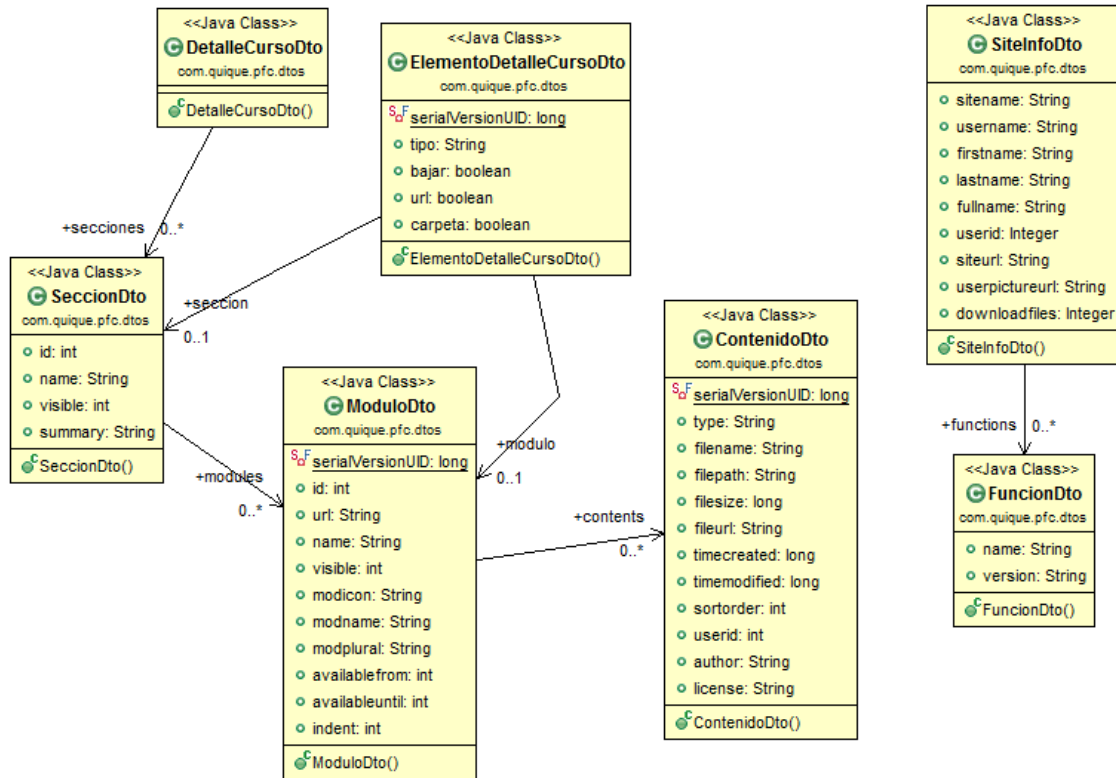 <<Java Class>>
DetalleCursoDto
com.quique.pfc.dtos
DetalleCursoDto()
+secciones
0..*
<<Java Class>>
ElementoDetalleCursoDto
com.quique.pfc.dtos
serialVersionUID: long
tipo: String
bajar: boolean
url: boolean
carpeta: boolean
ElementoDetalleCursoDto()
+seccion
0..1
+modulo
0..1
<<Java Class>>
SeccionDto
com.quique.pfc.dtos
id: int
name: String
visible: int
summary: String
SeccionDto()
+modules
0..*
<<Java Class>>
ModuloDto
com.quique.pfc.dtos
serialVersionUID: long
id: int
url: String
name: String
visible: int
modicon: String
modname: String
modplural: String
availablefrom: int
availableuntil: int
indent: int
ModuloDto()
+contents
0..*
<<Java Class>>
ContenidoDto
com.quique.pfc.dtos
serialVersionUID: long
type: String
filename: String
filepath: String
filesize: long
fileurl: String
timecreated: long
timemodified: long
sortorder: int
userid: int
author: String
license: String
ContenidoDto()
<<Java Class>>
SiteInfoDto
com.quique.pfc.dtos
sitename: String
username: String
firstname: String
lastname: String
fullname: String
userid: Integer
siteurl: String
userpictureurl: String
downloadfiles: Integer
SiteInfoDto()
+functions
0..*
<<Java Class>>
FuncionDto
com.quique.pfc.dtos
name: String
version: String
FuncionDto()